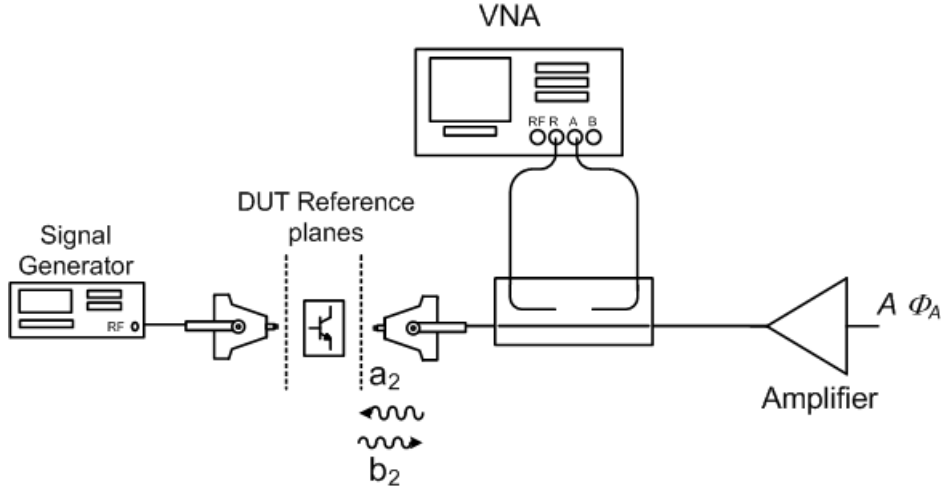 VNA
RF R A B
DUT Reference
planes
Signal
Generator
RF
a₂
b₂
A Φ_A
Amplifier